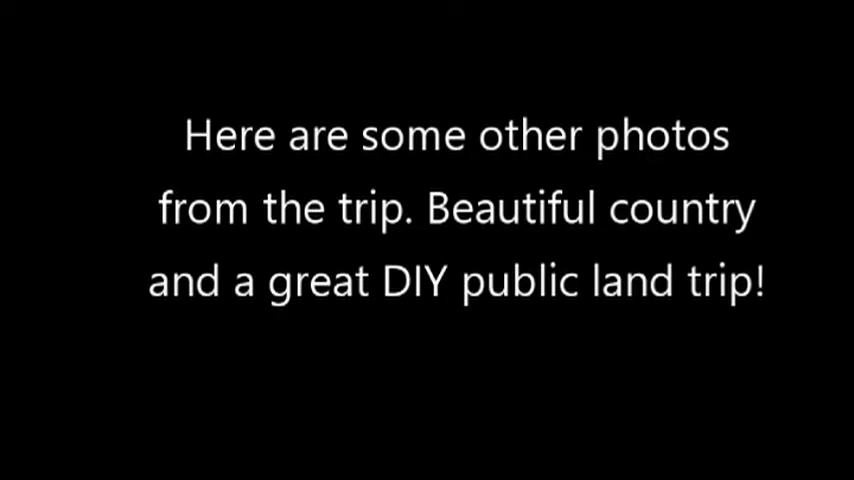 Here are some other photos
from the trip. Beautiful country
and a great DIY public land trip!